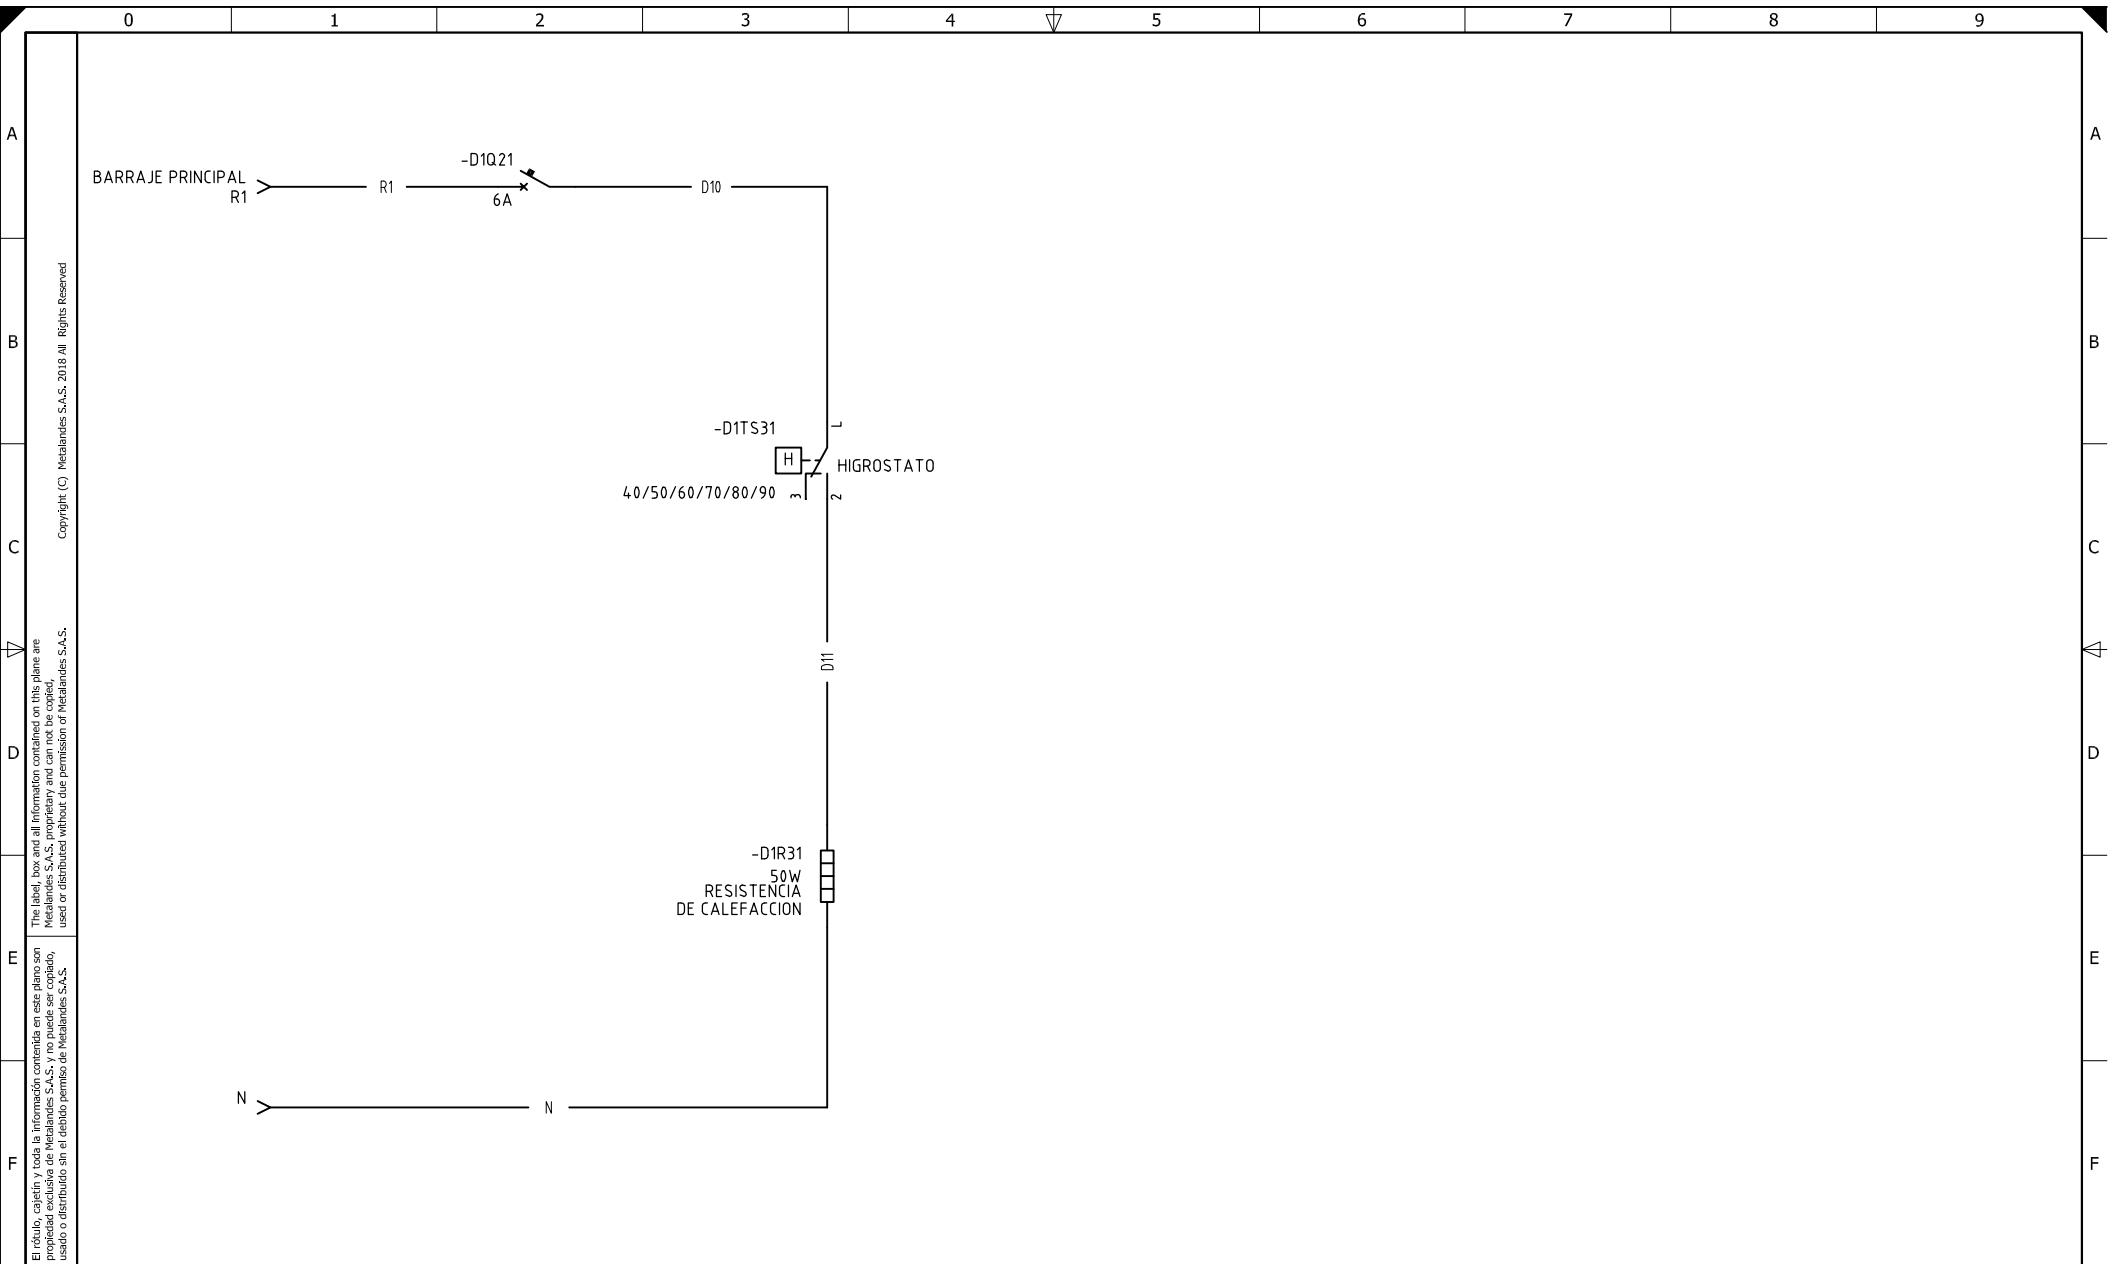 0 1 2 3 4 5 6 7 8 9
A A
-D1Q21
BARRAJE PRINCIPAL
R1
R1
D10
6A
B B
-D1TS31
L
H
HIGROSTATO
40/50/60/70/80/90
3
2
C C
D11
D D
-D1R31
50W
RESISTENCIA
DE CALEFACCION
E E
N
N
F F
Copyright (C) Metalandes S.A.S. 2018 All Rights Reserved
The label, box and all information contained on this plane are
Metalandes S.A.S. proprietary and can not be copied,
used or distributed without due permission of Metalandes S.A.S.
El rótulo, cajetín y toda la información contenida en este plano son
propiedad exclusiva de Metalandes S.A.S. y no puede ser copiado,
usado o distribuido sin el debido permiso de Metalandes S.A.S.